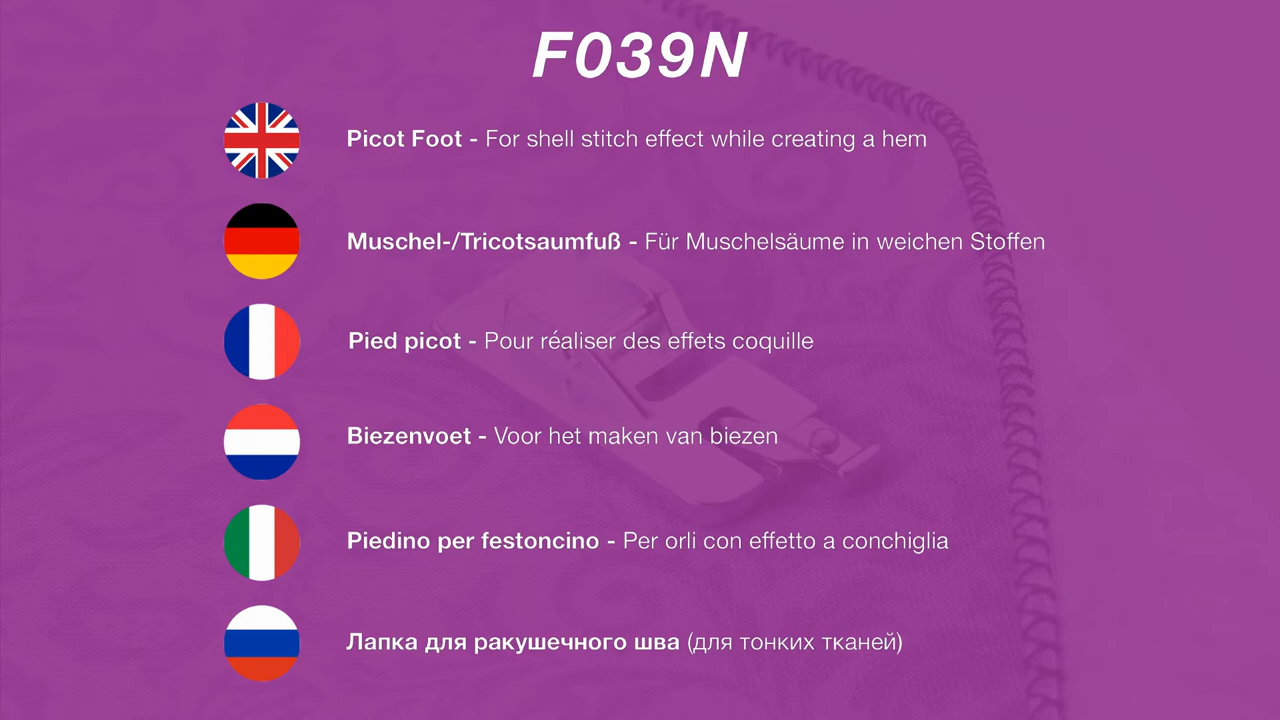 F039N
Picot Foot - For shell stitch effect while creating a hem
Muschel-/Tricotsaumfuß - Für Muschelsäume in weichen Stoffen
Pied picot - Pour réaliser des effets coquille
Biezenvoet - Voor het maken van biezen
Piedino per festoncino - Per orli con effetto a conchiglia
Лапка для ракушечного шва (для тонких тканей)